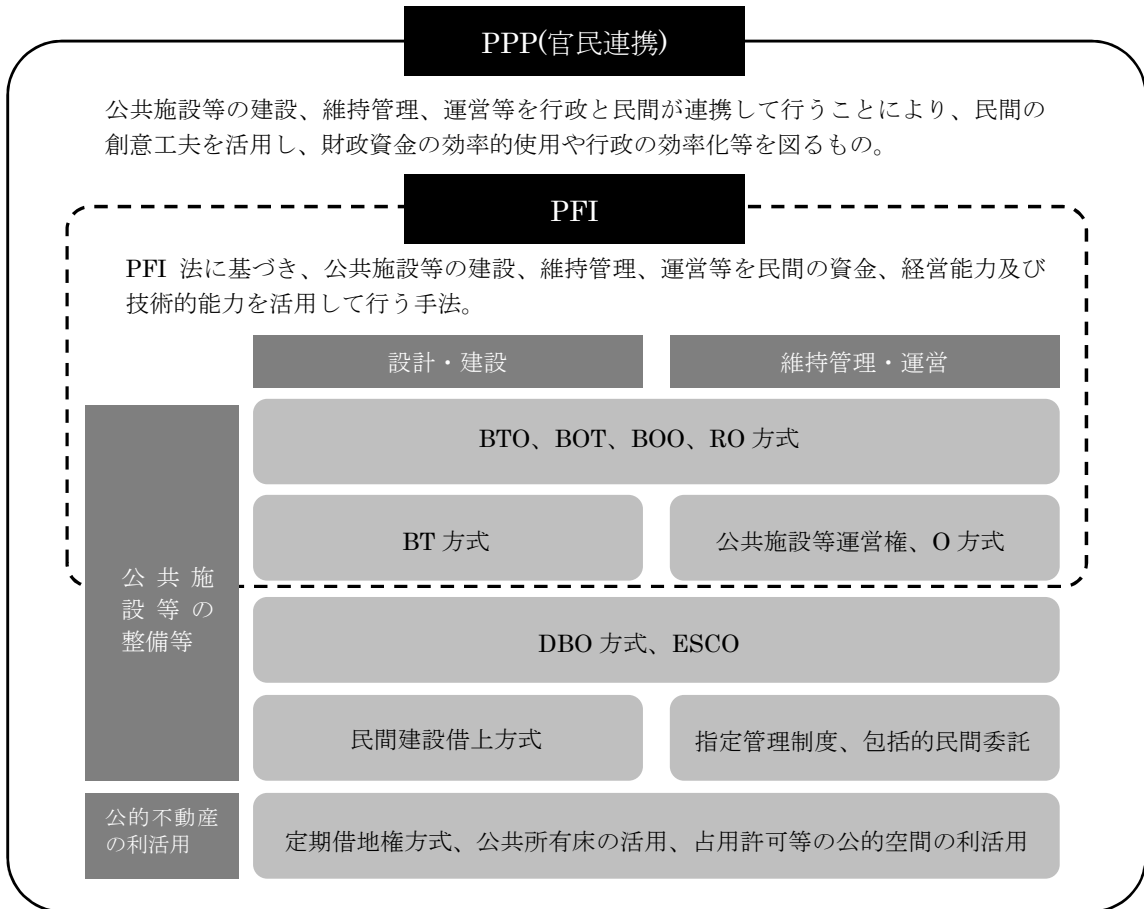 PPP(官民連携)
公共施設等の建設、維持管理、運営等を行政と民間が連携して行うことにより、民間の
創意工夫を活用し、財政資金の効率的使用や行政の効率化等を図るもの。
PFI
PFI 法に基づき、公共施設等の建設、維持管理、運営等を民間の資金、経営能力及び
技術的能力を活用して行う手法。
設計・建設
維持管理・運営
BTO、BOT、BOO、RO 方式
BT 方式
公共施設等運営権、O 方式
公共施
設等の
整備等
DBO 方式、ESCO
民間建設借上方式
指定管理制度、包括的民間委託
公的不動産
の利活用
定期借地権方式、公共所有床の活用、占用許可等の公的空間の利活用